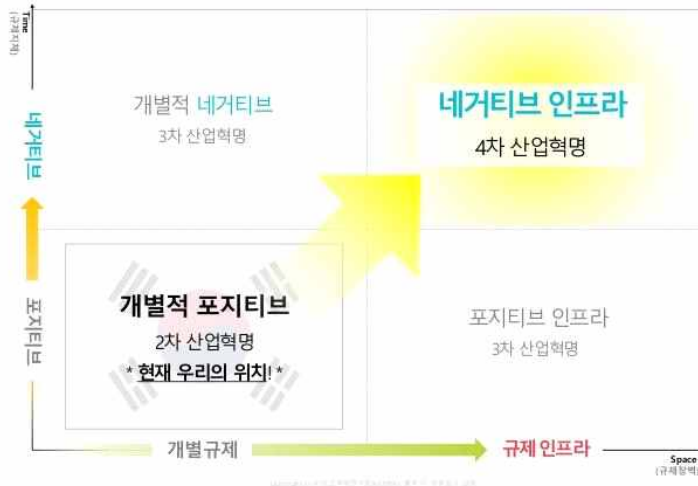 Time
(규제지체)
개별적 네거티브
3차 산업혁명
네거티브 인프라
4차 산업혁명
네거티브
포지티브
개별적 포지티브
2차 산업혁명
* 현재 우리의 위치! *
포지티브 인프라
3차 산업혁명
개별규제
규제 인프라
Space
(규제장벽)